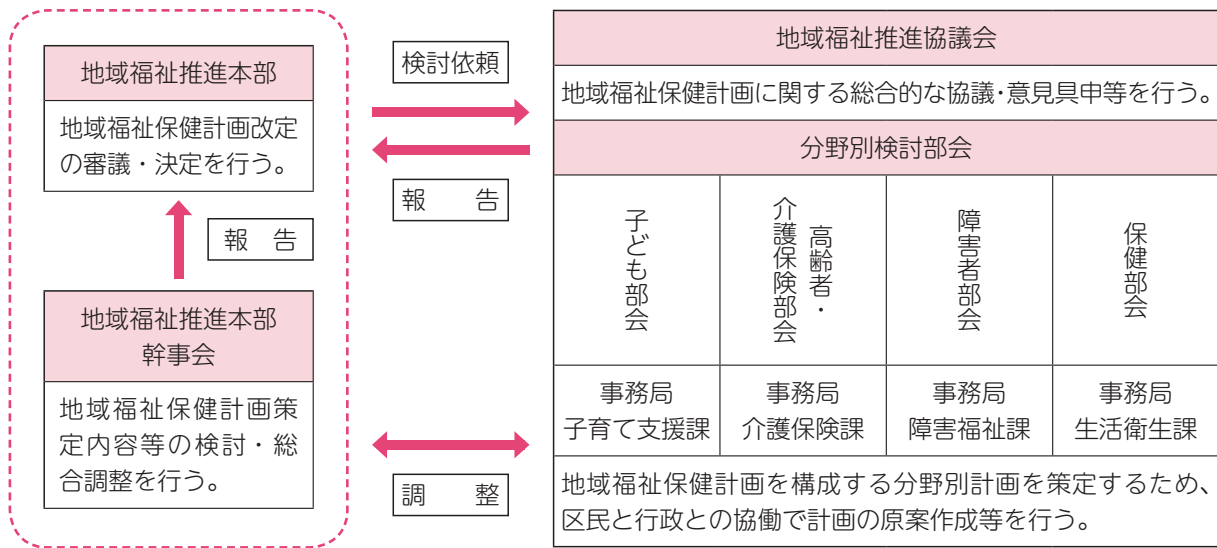 地域福祉推進本部
地域福祉保健計画改定
の審議・決定を行う。
報　告
地域福祉推進本部
幹事会
地域福祉保健計画策
定内容等の検討・総
合調整を行う。
検討依頼
報　告
調　整
地域福祉推進協議会
地域福祉保健計画に関する総合的な協議・意見具申等を行う。
分野別検討部会
子ども部会
高齢者・
介護保険部会
障害者部会
保健部会
事務局
子育て支援課
事務局
介護保険課
事務局
障害福祉課
事務局
生活衛生課
地域福祉保健計画を構成する分野別計画を策定するため、
区民と行政との協働で計画の原案作成等を行う。